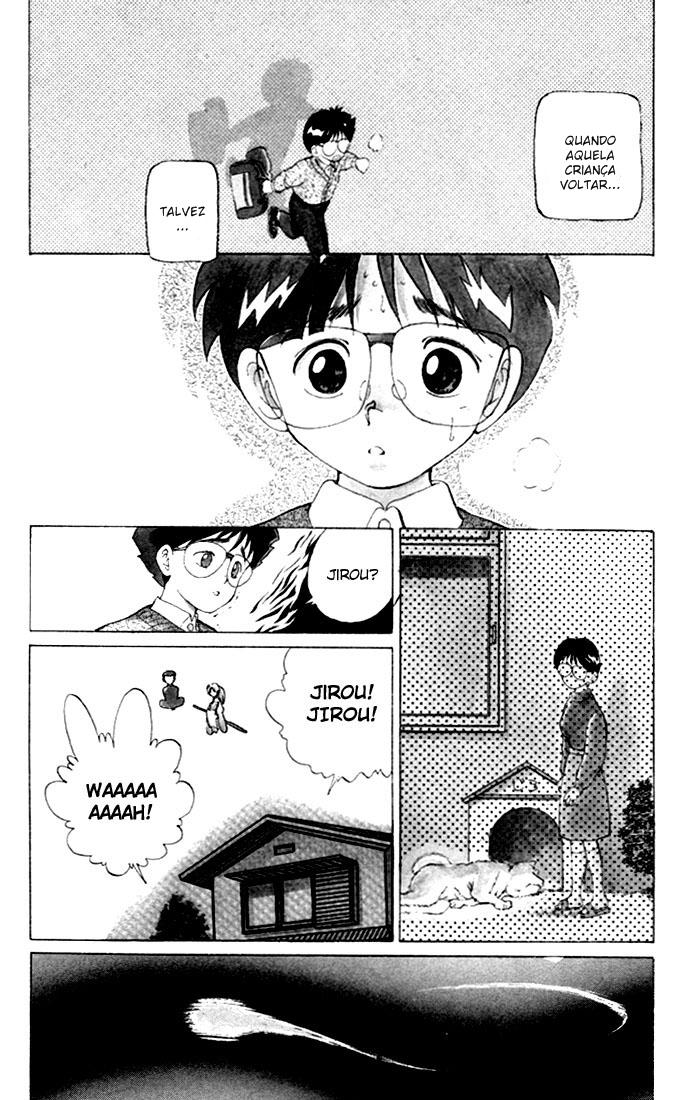 QUANDO
AQUELA
CRIANÇA
VOLTAR...
TALVEZ
...
JIROU?
JIROU!
JIROU!
WAAAAA
AAAAH!